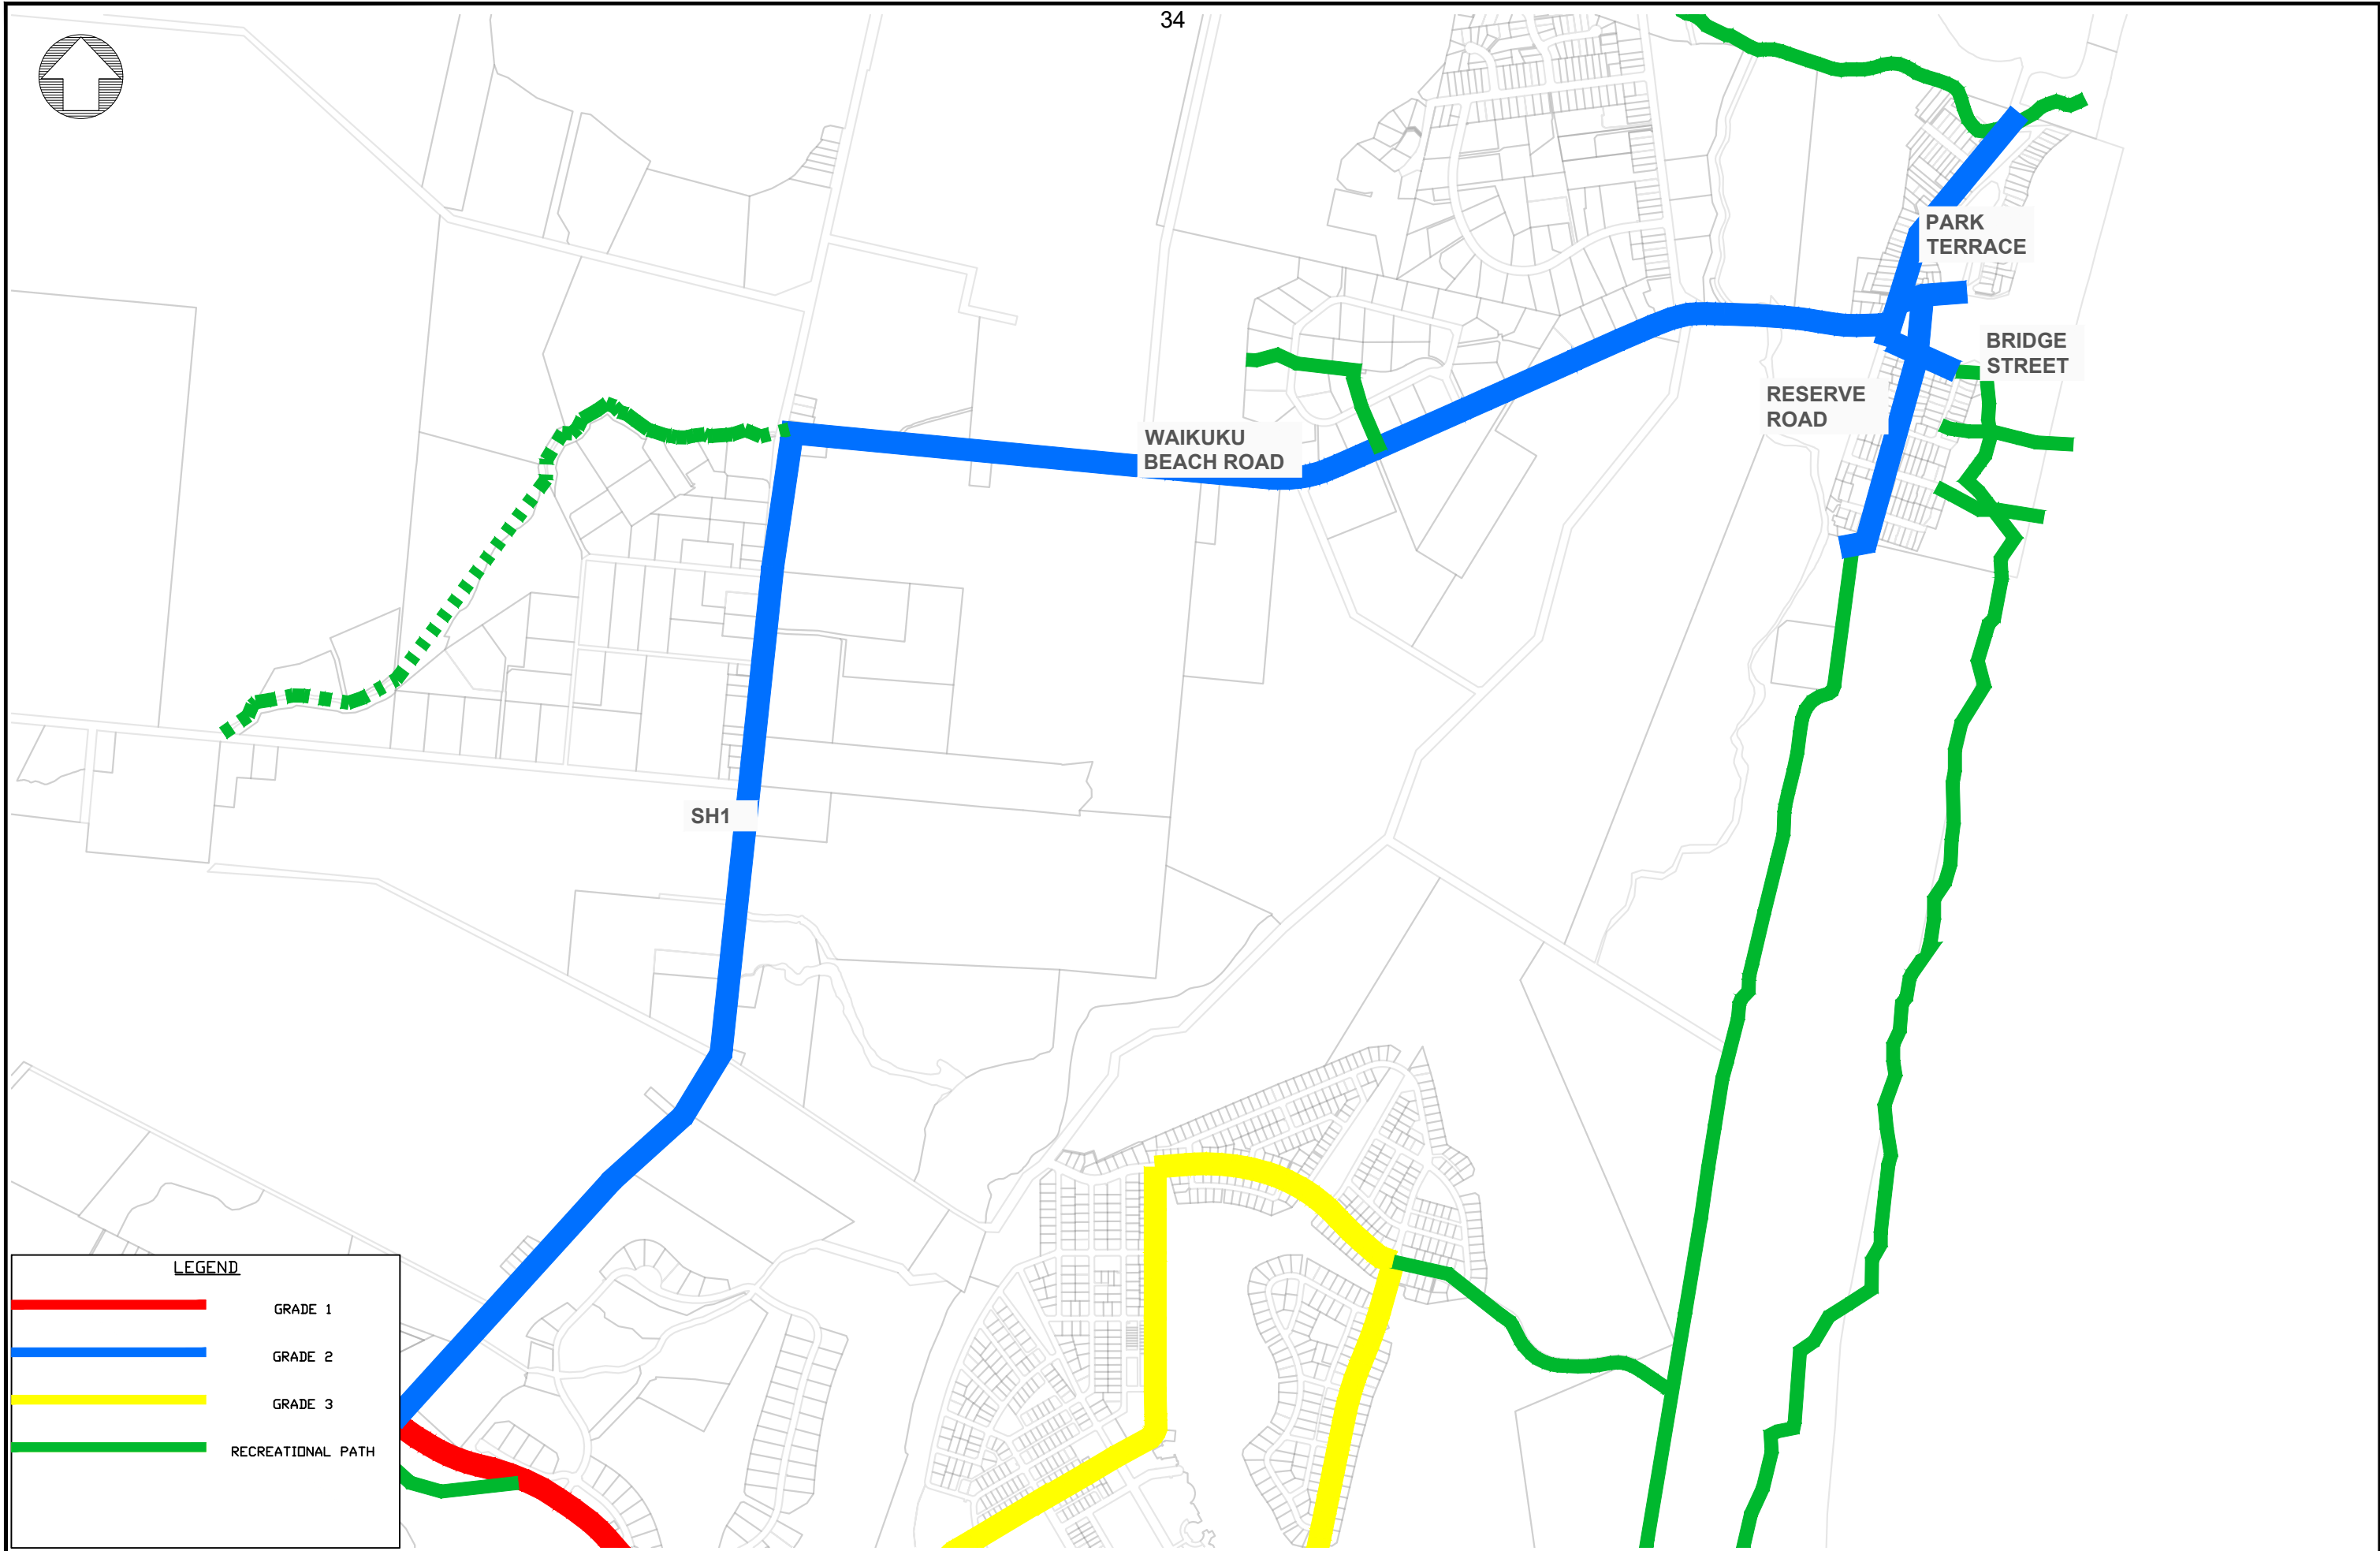 34
PARK
TERRACE
BRIDGE
STREET
RESERVE
ROAD
WAIKUKU
BEACH ROAD
SH1
LEGEND
GRADE 1
GRADE 2
GRADE 3
RECREATIONAL PATH